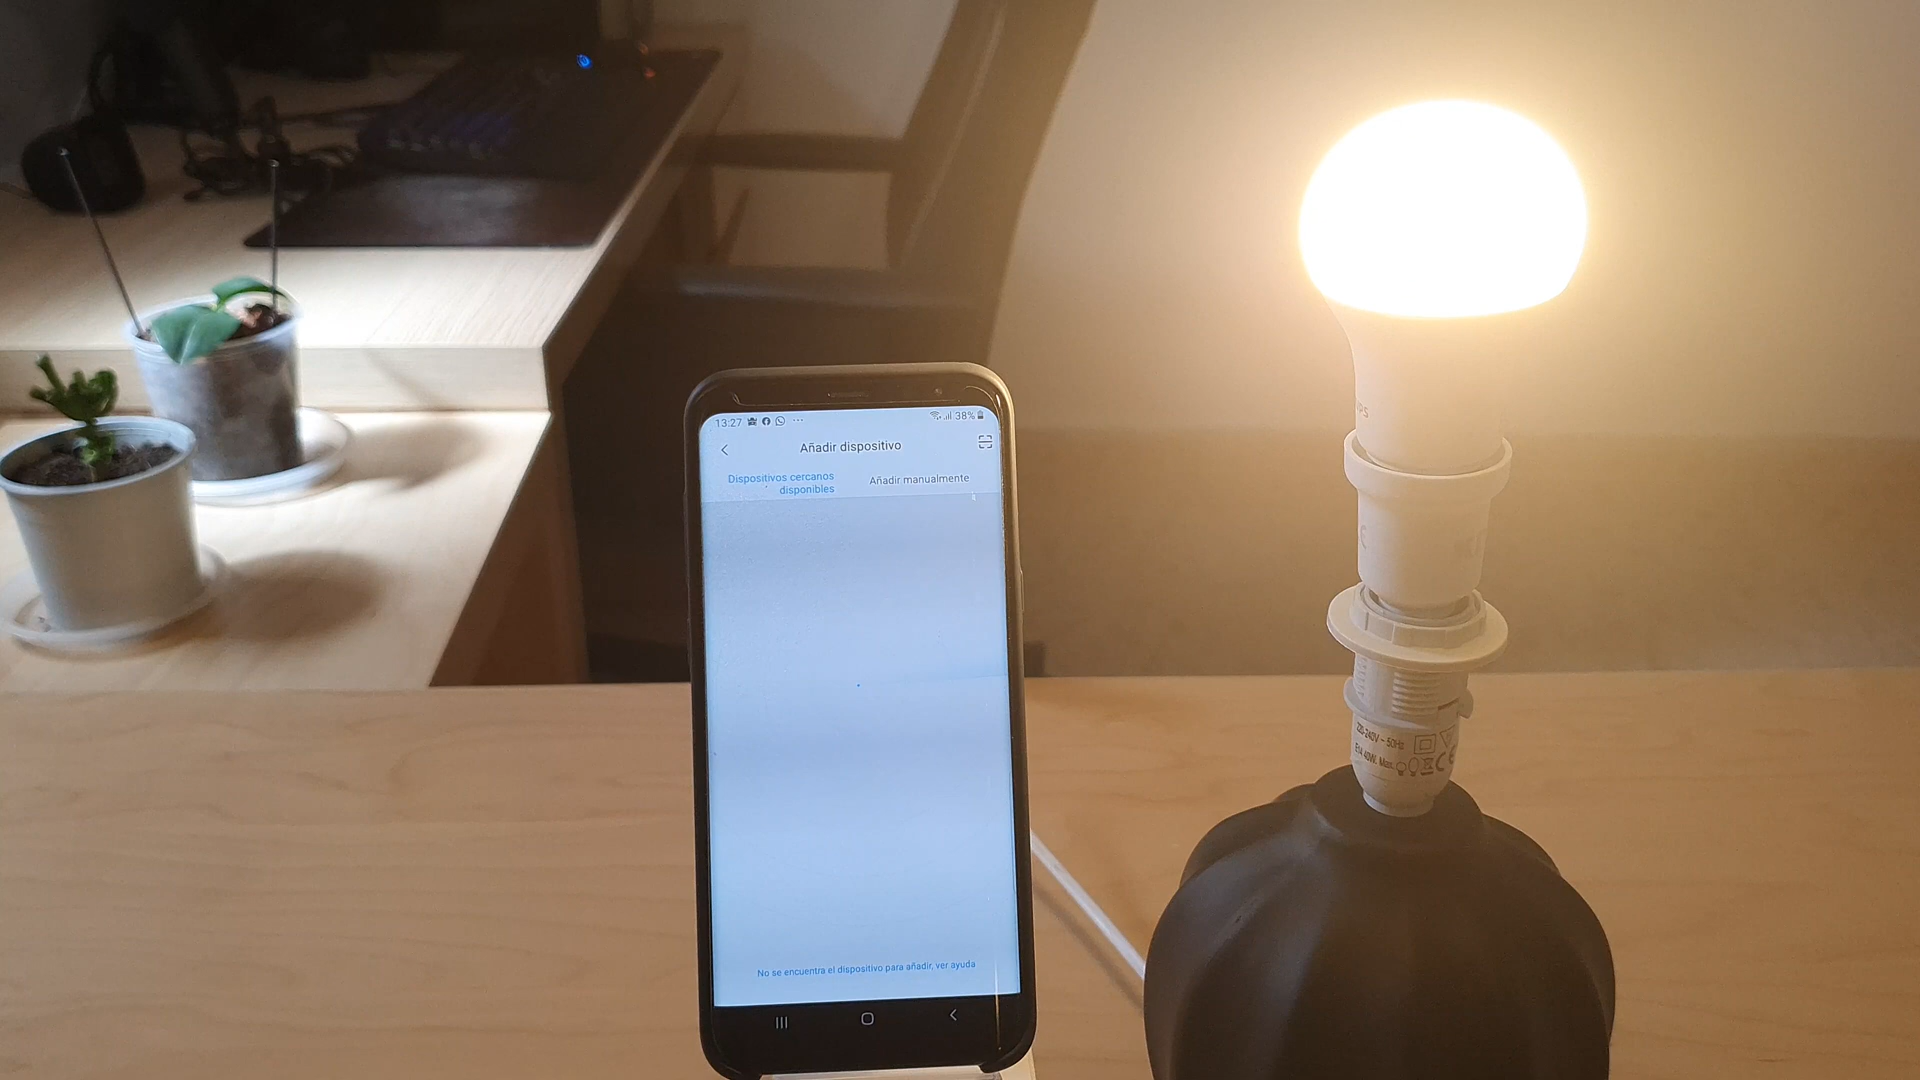 13:27
38%
Añadir dispositivo
Dispositivos cercanos
disponibles
Añadir manualmente
No se encuentra el dispositivo para añadir, ver ayuda
220-240V ~ 50Hz
E14 40W. Max.